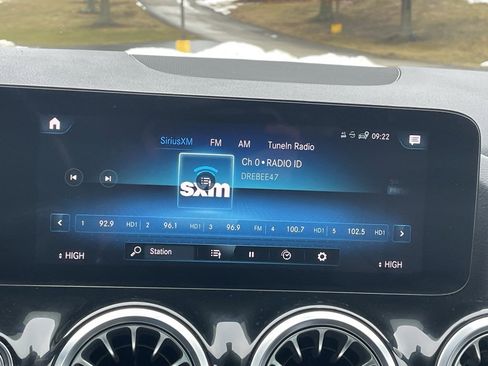 09:22
SiriusXM FM AM TuneIn Radio
Ch 0 • RADIO ID
DREBEE47
sxm
1 92.9 HD1 2 96.1 HD1 3 96.9 FM 4 100.7 HD1 5 102.5 HD1
Station
HIGH HIGH